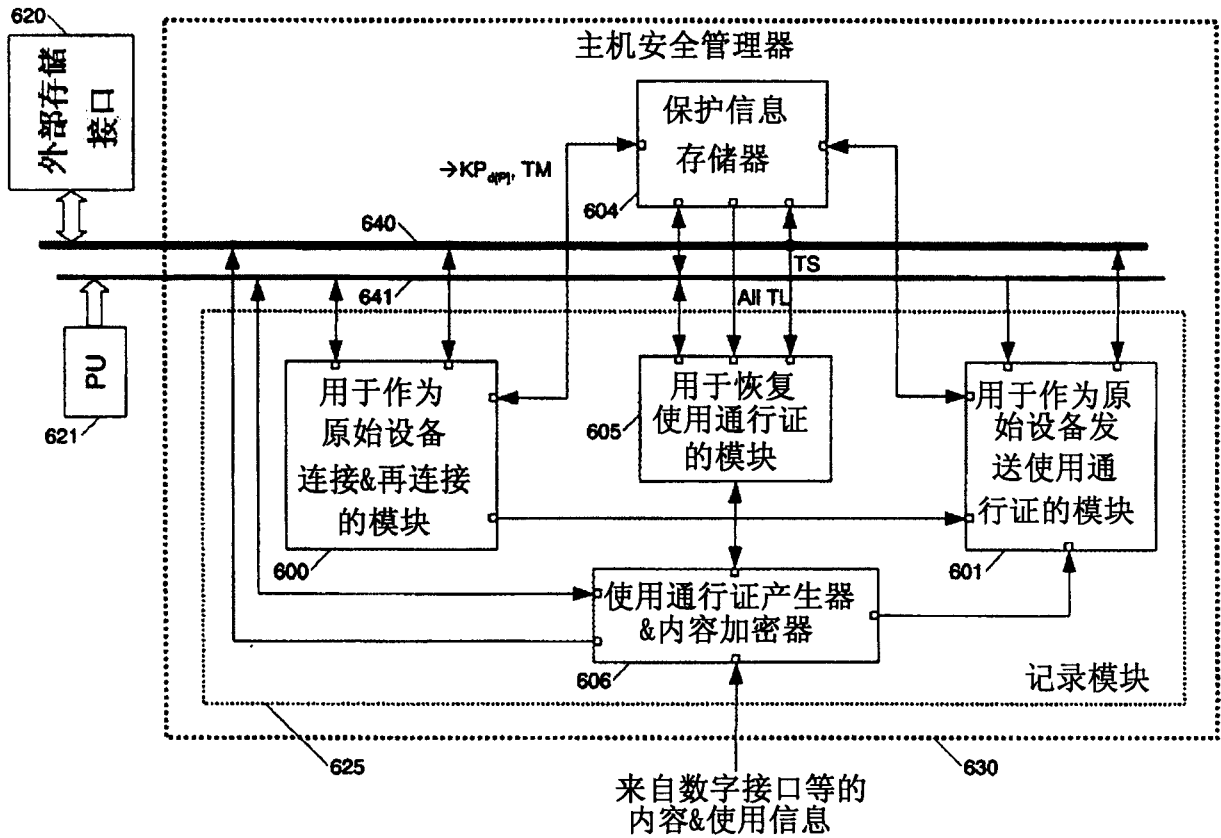 620
外部存储
接口
主机安全管理器
保护信息
存储器
→KPd[P], TM
604
640
TS
641
All TL
PU
621
用于作为
原始设备
连接&再连接
的模块
600
用于恢复
使用通行证
的模块
605
用于作为原
始设备发
送使用通
行证的模块
601
使用通行证产生器
&内容加密器
606
记录模块
625
630
来自数字接口等的
内容&使用信息